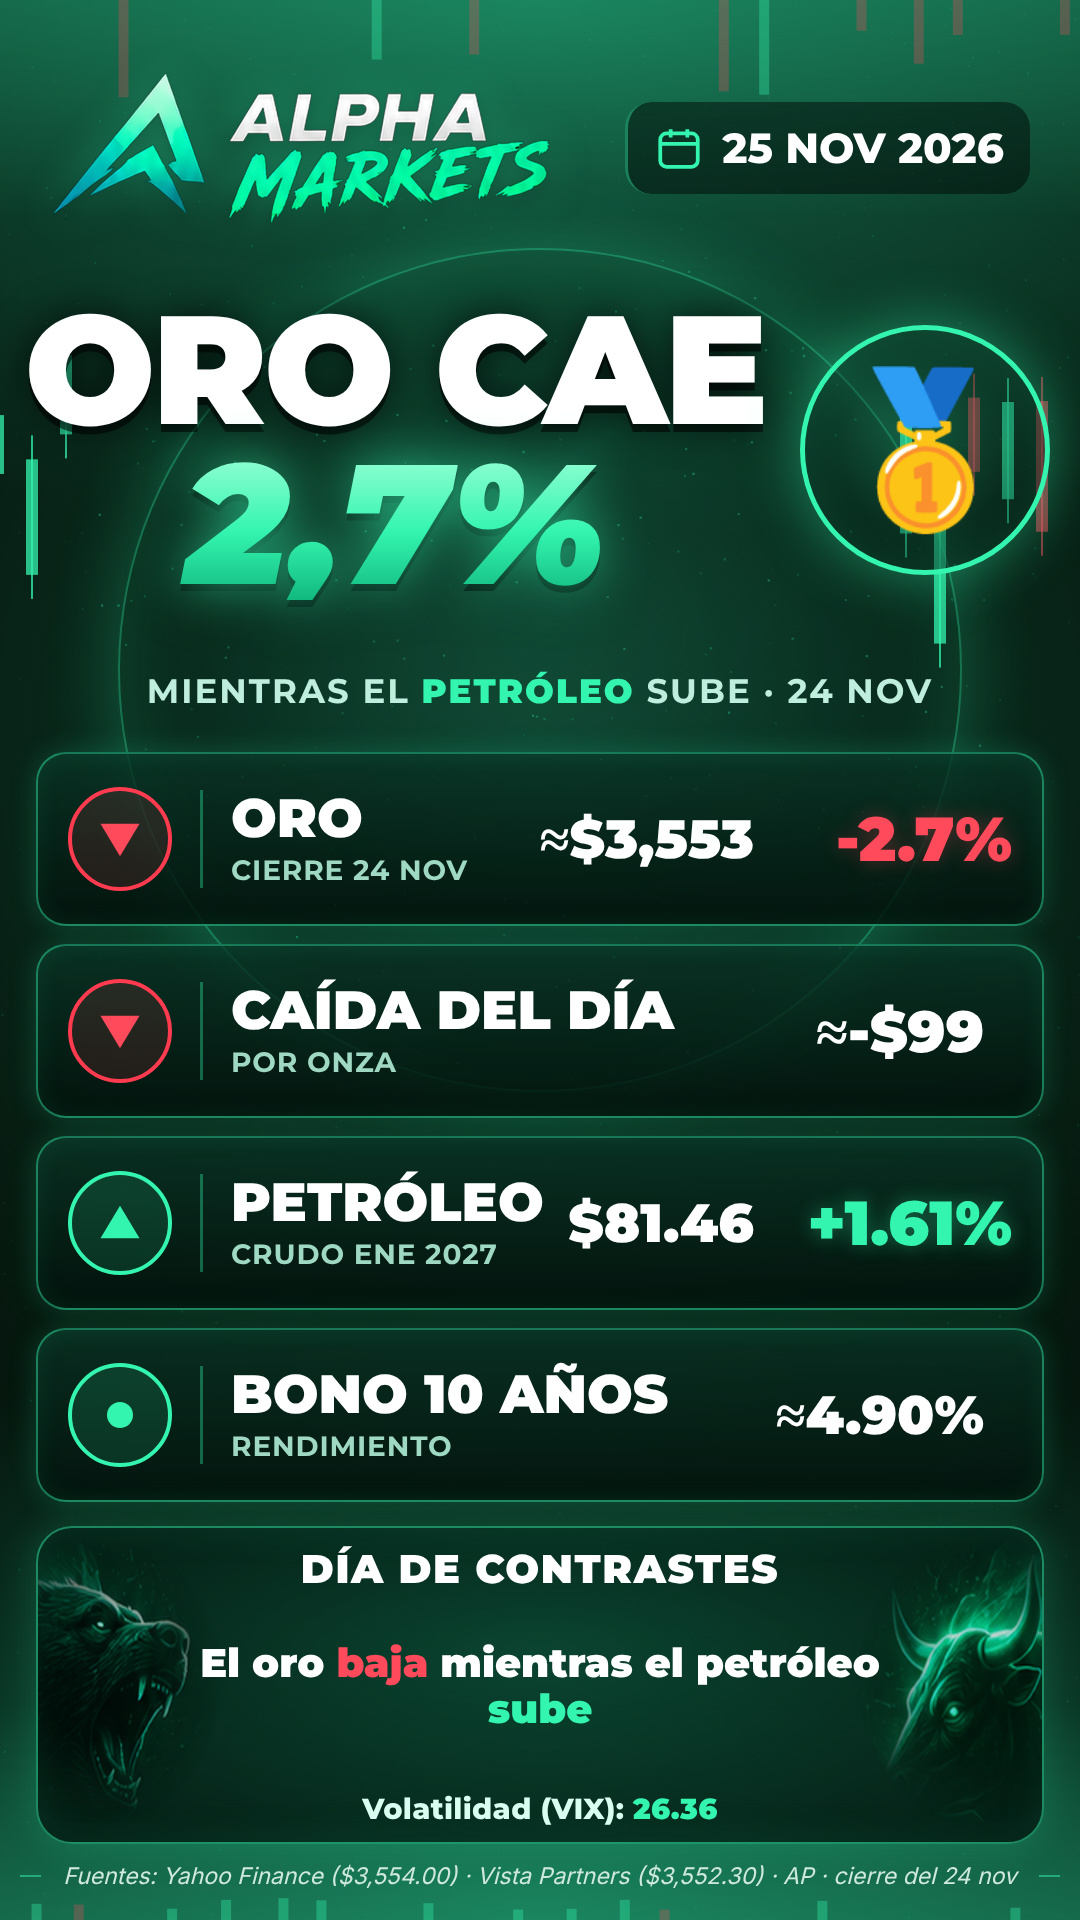 ALPHA
MARKETS
25 NOV 2026
ORO CAE
2,7%
1
MIENTRAS EL PETRÓLEO SUBE · 24 NOV
ORO
CIERRE 24 NOV
≈$3,553
-2.7%
CAÍDA DEL DÍA
POR ONZA
≈-$99
PETRÓLEO
CRUDO ENE 2027
$81.46
+1.61%
BONO 10 AÑOS
RENDIMIENTO
≈4.90%
DÍA DE CONTRASTES
El oro baja mientras el petróleo
sube
Volatilidad (VIX): 26.36
Fuentes: Yahoo Finance ($3,554.00) · Vista Partners ($3,552.30) · AP · cierre del 24 nov